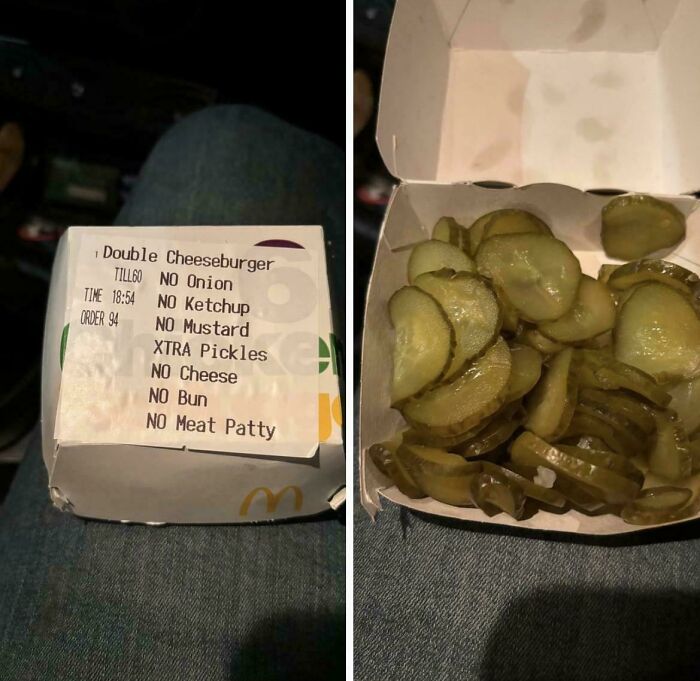 1 Double Cheeseburger
TILL60 NO Onion
TIME 18:54 NO Ketchup
ORDER 94 NO Mustard
XTRA Pickles
NO Cheese
NO Bun
NO Meat Patty